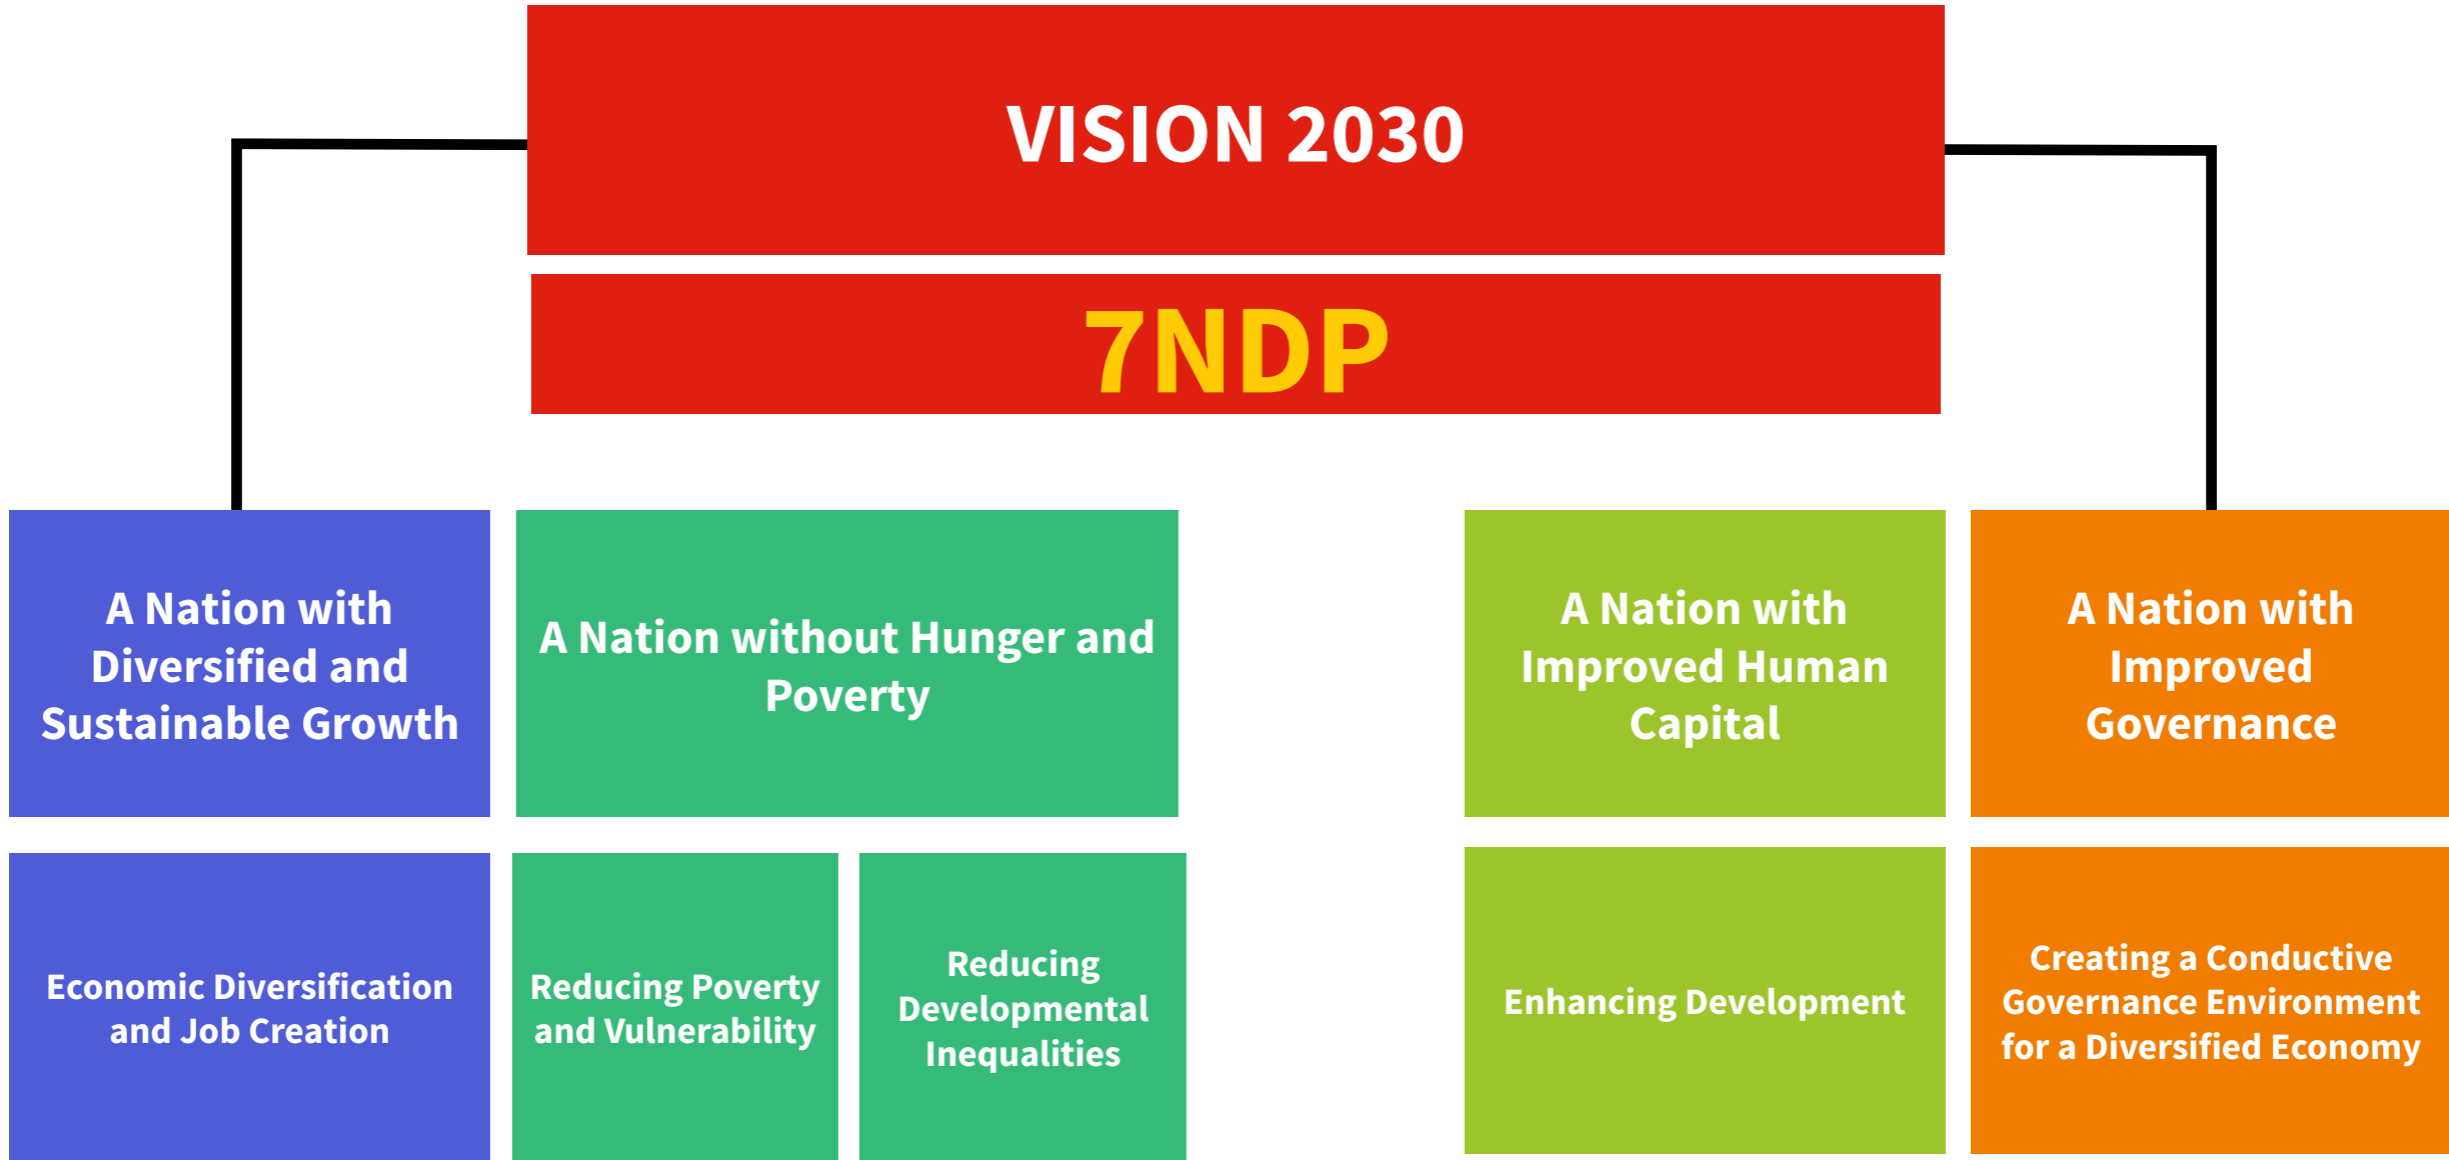 VISION 2030
7NDP
A Nation with
Diversified and
Sustainable Growth
A Nation without Hunger and
Poverty
A Nation with
Improved Human
Capital
A Nation with
Improved
Governance
Economic Diversification
and Job Creation
Reducing Poverty
and Vulnerability
Reducing
Developmental
Inequalities
Enhancing Development
Creating a Conductive
Governance Environment
for a Diversified Economy